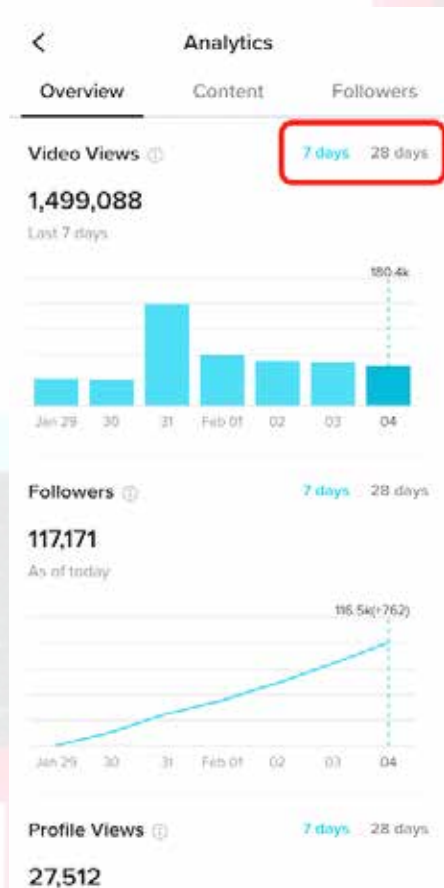 Analytics
Overview Content Followers
Video Views 7 days 28 days
1,499,088
Last 7 days
180.4k
Jan 29 30 31 Feb 01 02 03 04
Followers 7 days 28 days
117,171
As of today
116.5k(+762)
Jan 29 30 31 Feb 01 02 03 04
Profile Views 7 days 28 days
27,512